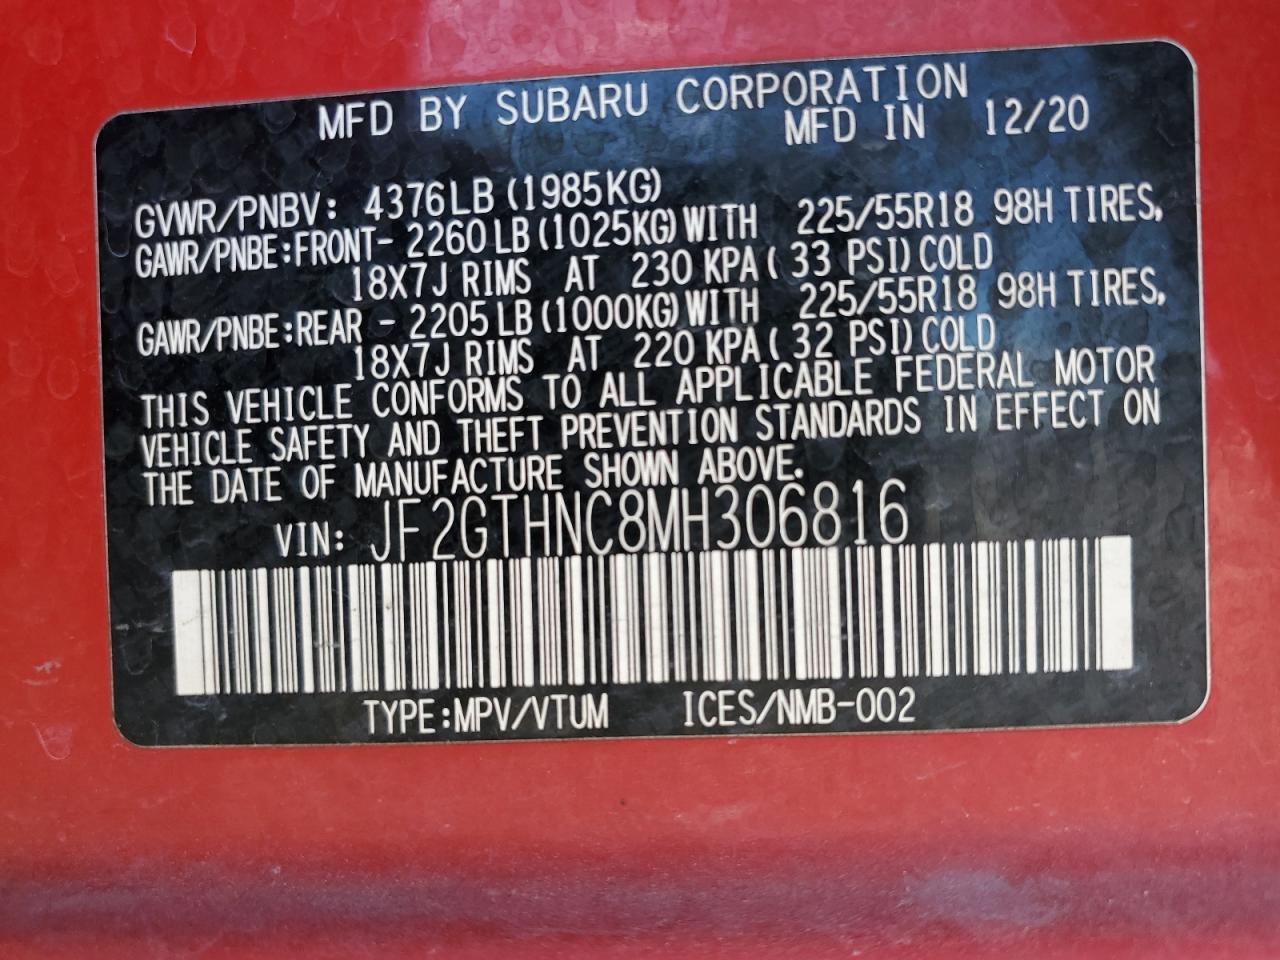 MFD BY SUBARU CORPORATION
MFD IN 12/20
GVWR/PNBV: 4376LB (1985KG)
GAWR/PNBE:FRONT- 2260LB (1025KG) WITH 225/55R18 98H TIRES,
18X7J RIMS AT 230 KPA ( 33 PSI) COLD
GAWR/PNBE:REAR - 2205LB (1000KG) WITH 225/55R18 98H TIRES,
18X7J RIMS AT 220 KPA ( 32 PSI) COLD
THIS VEHICLE CONFORMS TO ALL APPLICABLE FEDERAL MOTOR
VEHICLE SAFETY AND THEFT PREVENTION STANDARDS IN EFFECT ON
THE DATE OF MANUFACTURE SHOWN ABOVE.
VIN: JF2GTHNC8MH306816
TYPE:MPV/VTUM ICES/NMB-002